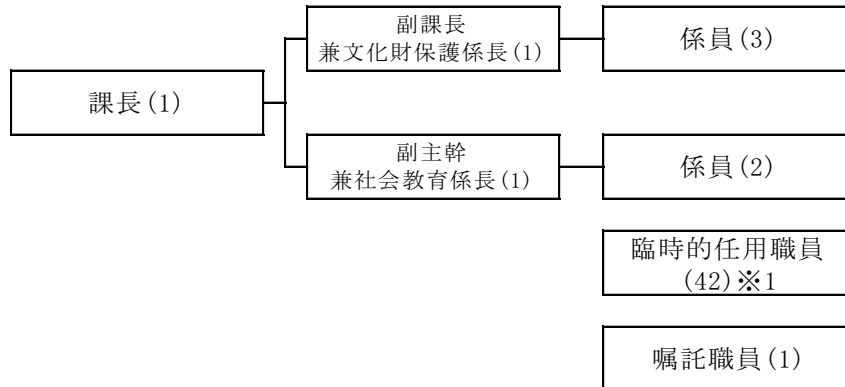 副課長
兼文化財保護係長(1)
係員(3)
課長(1)
副主幹
兼社会教育係長(1)
係員(2)
臨時的任用職員
(42)※1
嘱託職員(1)